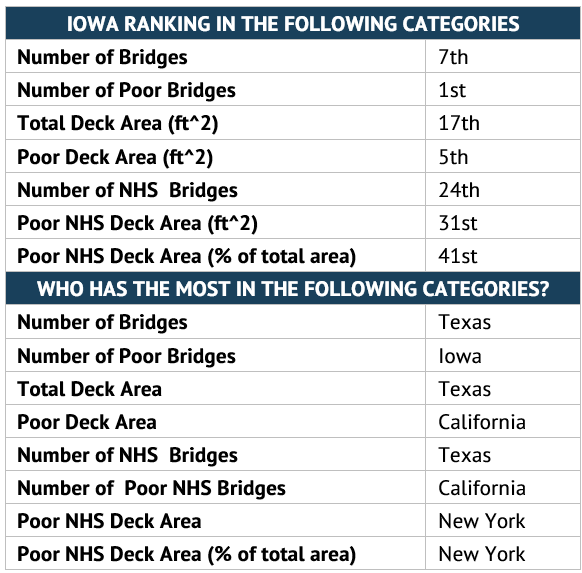 IOWA RANKING IN THE FOLLOWING CATEGORIES
Number of Bridges 7th
Number of Poor Bridges 1st
Total Deck Area (ft^2) 17th
Poor Deck Area (ft^2) 5th
Number of NHS  Bridges 24th
Poor NHS Deck Area (ft^2) 31st
Poor NHS Deck Area (% of total area) 41st
WHO HAS THE MOST IN THE FOLLOWING CATEGORIES?
Number of Bridges Texas
Number of Poor Bridges Iowa
Total Deck Area Texas
Poor Deck Area California
Number of NHS  Bridges Texas
Number of  Poor NHS Bridges California
Poor NHS Deck Area New York
Poor NHS Deck Area (% of total area) New York